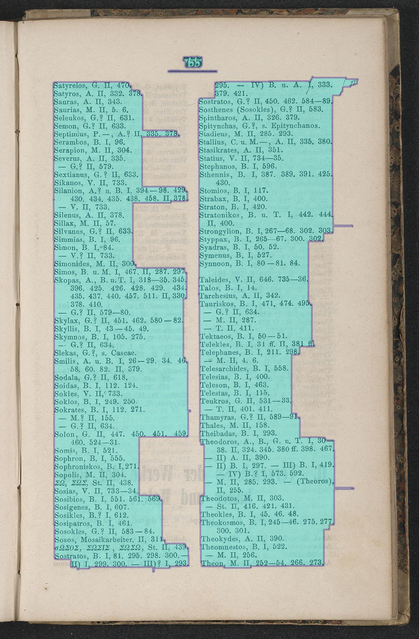 755
Satyreios, G. II, 470.
Satyros, A. II, 332. 378.
Sauras, A. II, 343.
Saurias, M. II, 5. 6.
Seleukos, G.? II, 631.
Semon, G.? II, 633.
Septimius, P.—, A.? II, 335. 378.
Serambos, B. I, 96.
Serapion, M. II, 304.
Severus, A. II, 335.
— G.? II, 579.
Sextianus, G.? II, 633.
Sikanos, V. II, 733.
Silanion, A.? u. B. I, 394—98. 429.
430. 434. 435. 438. 458. II, 378.
— V. II, 733.
Silenus, A. II, 378.
Sillax, M. II, 57.
Silvanus, G.? II, 633.
Simmias, B. I, 96.
Simon, B. I, 84.
— V.? II, 733.
Simonides, M. II, 300.
Simos, B. u. M. I, 467. II, 287. 297.
Skopas, A., B. u. T. I, 318—35. 345.
396. 425. 426. 428. 429. 434.
435. 437. 440. 457. 511. II, 330.
378. 410.
— G.? II, 579—80.
Skylax, G.? II, 451. 462. 580—82.
Skyllis, B. I, 43—45. 49.
Skymnos, B. I, 105. 275.
— G.? II, 634.
Slekas, G.? s. Cascae.
Smilis, A. u. B. I, 26—29. 34. 46.
58. 60. 82. II, 379.
Sodala, G.? II, 618.
Soidas, B. I, 112. 124.
Sokles, V. II, 733.
Soklos, B. I, 249. 250.
Sokrates, B. I, 112. 271.
— M.? II, 155.
— G.? II, 634.
Solon, G. II, 447. 450. 451. 459.
460. 524—31.
Somis, B. I, 521.
Sophron, B. I, 555.
Sophroniskos, B. I, 271.
Sopolis, M. II, 304.
ΣΩ, ΣΩΣ, St. II, 438.
Sosias, V. II, 733—34.
Sosibios, B. I, 551. 561. 563.
Sosigenes, B. I, 607.
Sosikles, B.? I, 612.
Sosipatros, B. I, 461.
Sosokles, G.? II, 583—84.
Sosos, Mosaikarbeiter, II, 311.
St. II, 439.
Sostratos, B. I, 81. 295. 298. 300. —
II) I, 299. 300. — III)? I, 293.
295. — IV) B. u. A. I, 333.
379. 421.
Sostratos, G.? II, 450. 462. 584—89.
Sosthenes (Sosokles), G.? II, 583.
Spintharos, A. II, 326. 379.
Spitynchas, G.? s. Epitynchanos.
Stadieus, M. II, 285. 293.
Stallius, C. u. M.—, A. II, 335. 380.
Stasikrates, A. II, 351.
Statius, V. II, 734—35.
Stephanus, B. I, 596.
Sthennis, B. I, 387. 389. 391. 425.
430.
Stomios, B. I, 117.
Strabax, B. I, 400.
Straton, B. I, 420.
Stratonikos, B. u. T. I, 442. 444.
II, 400.
Strongylion, B. I, 267—68. 302. 303.
Styppax, B. I, 265—67. 300. 302.
Syadras, B. I, 50. 52.
Symenus, B. I, 527.
Synnoon, B. I, 80—81. 84.
Taleides, V. II, 646. 735—36.
Talos, B. I, 14.
Tarchesius, A. II, 342.
Tauriskos, B. I, 471. 474. 495.
— G.? II, 634.
— M. II, 287.
— T. II, 411.
Tektaeos, B. I, 50—51.
Telekles, B. I, 31 ff. II, 381 ff.
Telephanes, B. I, 211. 298.
— M. II, 4. 6.
Telesarchides, B. I, 558.
Telesias, B. I, 400.
Teleson, B. I, 463.
Telestas, B. I, 115.
Teukros, G. II, 531—33.
— T. II, 401. 411.
Thamyras, G.? II, 589—91.
Thales, M. II, 158.
Theibadas, B. I, 293.
Theodoros, A., B., G. u. T. I, 30—
38. II, 324. 345. 380 ff. 398. 467.
— II) A. II, 390.
— II) B. I, 297. — III) B. I, 419.
— IV) B.? I, 473. 592.
— M. II, 285. 293. — (Theoros),
II, 255.
Theodotos, M. II, 303.
— St. II, 416. 421. 431.
Theokles, B. I, 45. 46. 48.
Theokosmos, B. I, 245—46. 275. 277.
300. 301.
Theokydes, A. II, 390.
Theomnestos, B. I, 522.
— M. II, 256.
Theon, M. II, 252—54. 266. 273.